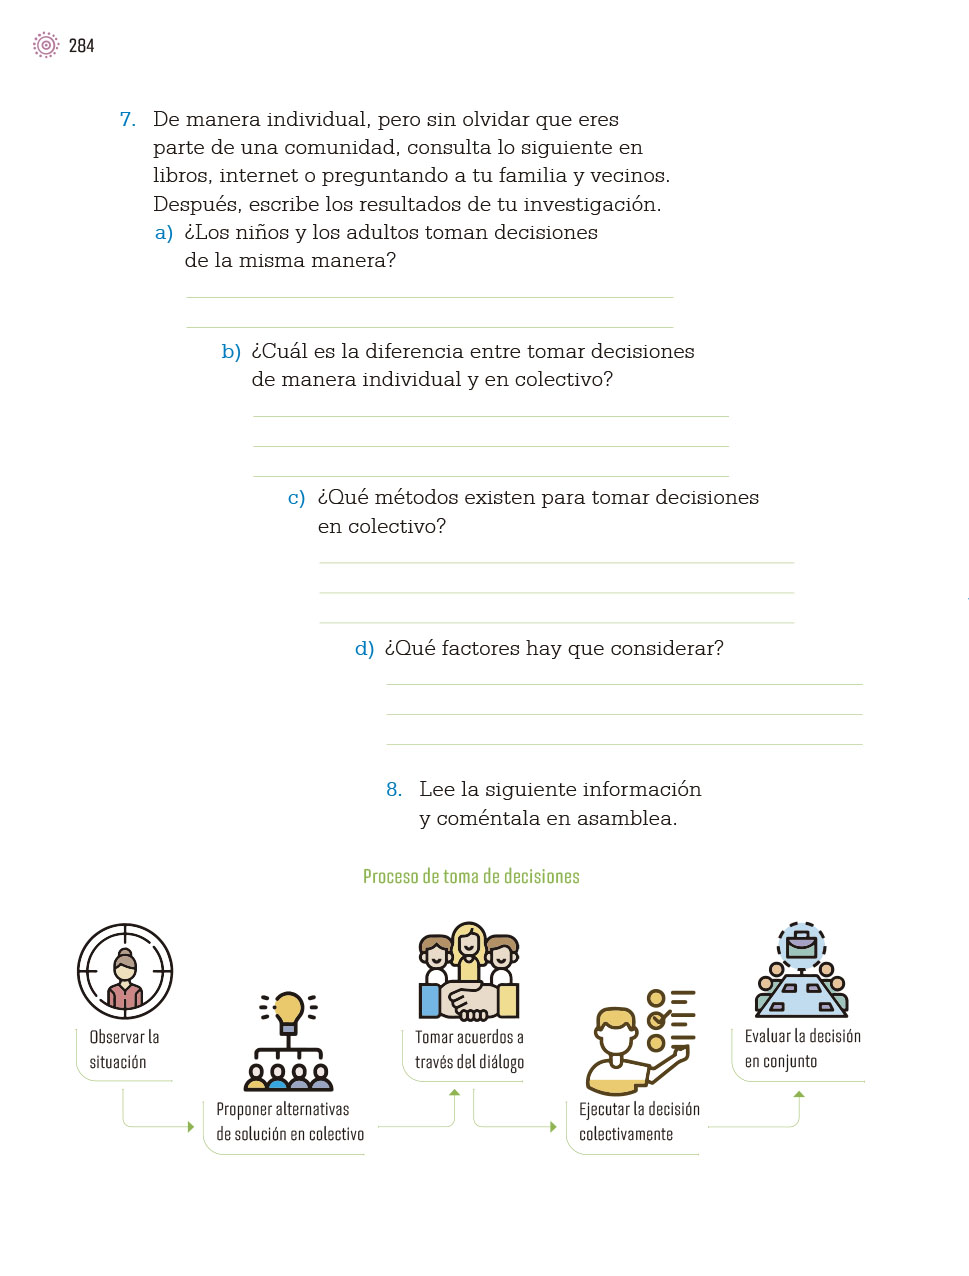 284
7. De manera individual, pero sin olvidar que eres
parte de una comunidad, consulta lo siguiente en
libros, internet o preguntando a tu familia y vecinos.
Después, escribe los resultados de tu investigación.
a) ¿Los niños y los adultos toman decisiones
de la misma manera?
b) ¿Cuál es la diferencia entre tomar decisiones
de manera individual y en colectivo?
c) ¿Qué métodos existen para tomar decisiones
en colectivo?
d) ¿Qué factores hay que considerar?
8. Lee la siguiente información
y coméntala en asamblea.
Proceso de toma de decisiones
Observar la
situación
Proponer alternativas
de solución en colectivo
Tomar acuerdos a
través del diálogo
Ejecutar la decisión
colectivamente
Evaluar la decisión
en conjunto